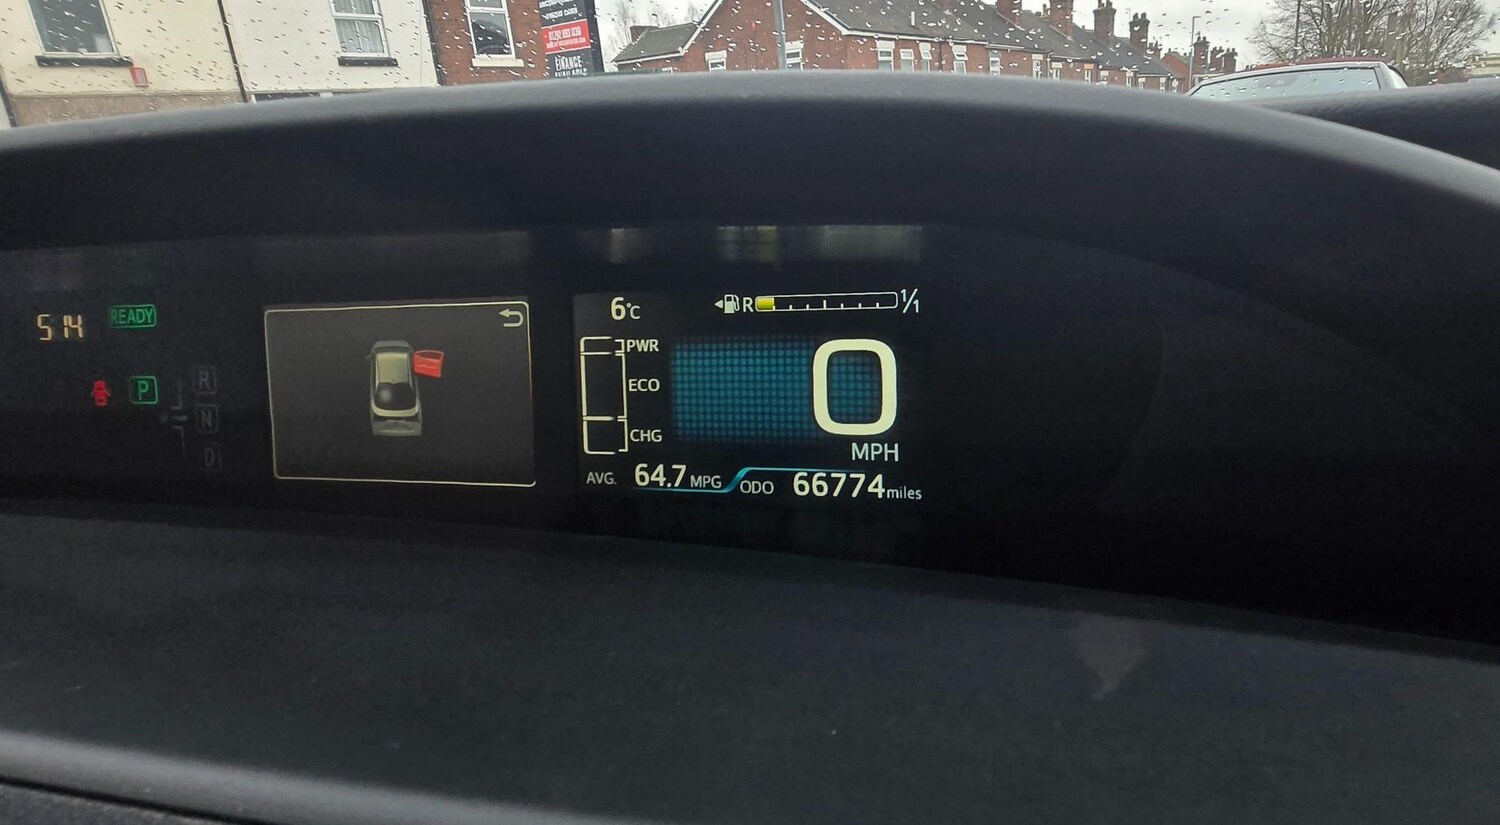 FINANCE
5 14
READY
P
R
N
D
6°C
R
1/1
PWR
ECO
CHG
0
MPH
AVG. 64.7 MPG
ODO 66774 miles